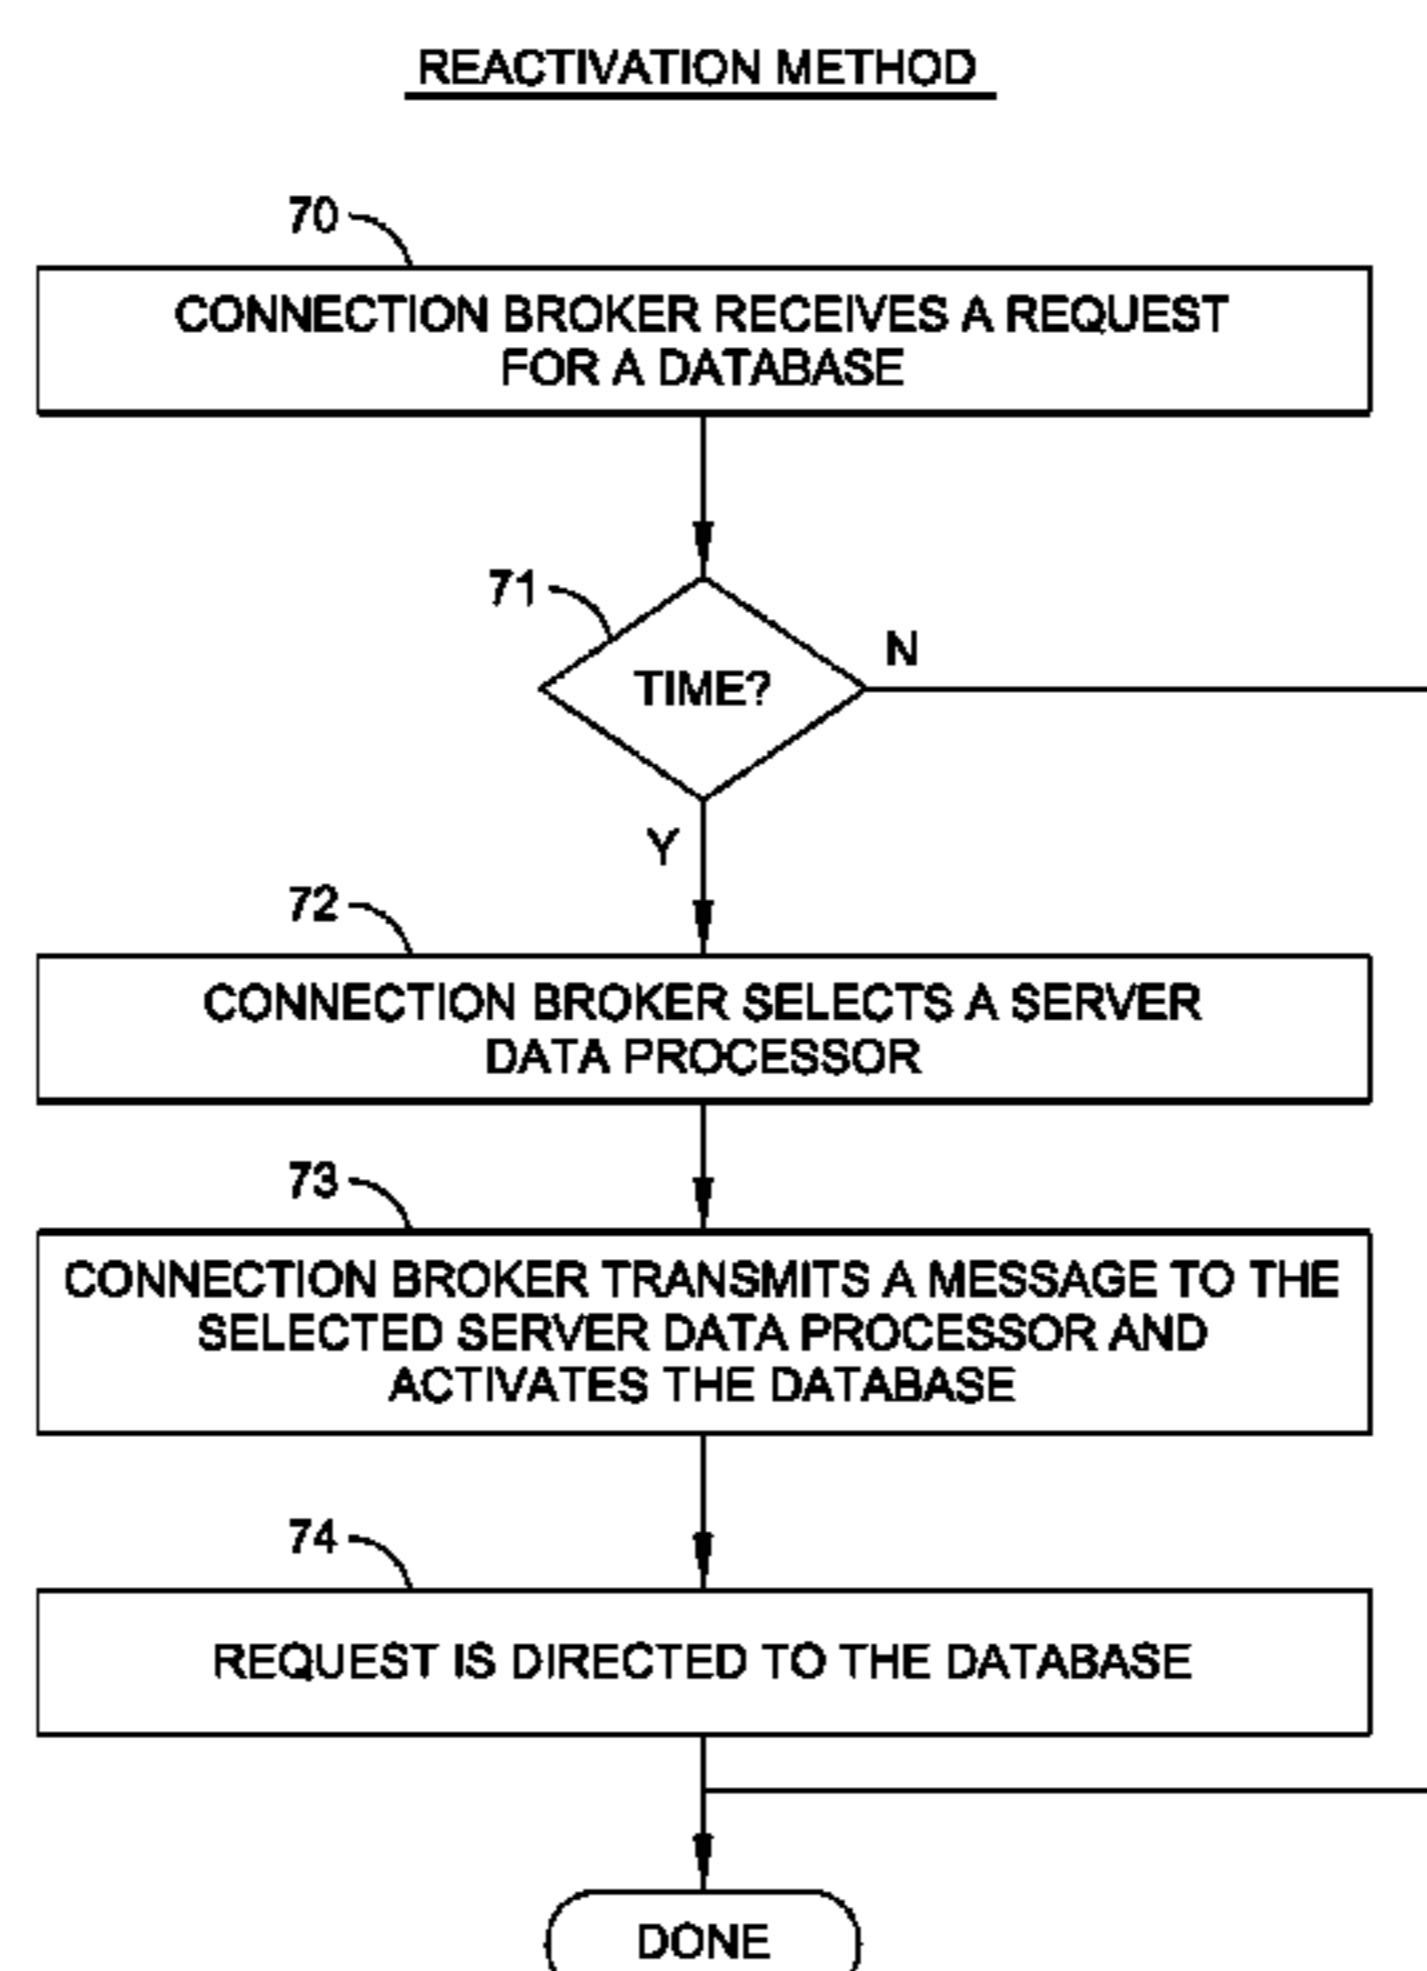 REACTIVATION METHOD
70
CONNECTION BROKER RECEIVES A REQUEST
FOR A DATABASE
71
TIME?
N
Y
72
CONNECTION BROKER SELECTS A SERVER
DATA PROCESSOR
73
CONNECTION BROKER TRANSMITS A MESSAGE TO THE
SELECTED SERVER DATA PROCESSOR AND
ACTIVATES THE DATABASE
74
REQUEST IS DIRECTED TO THE DATABASE
DONE